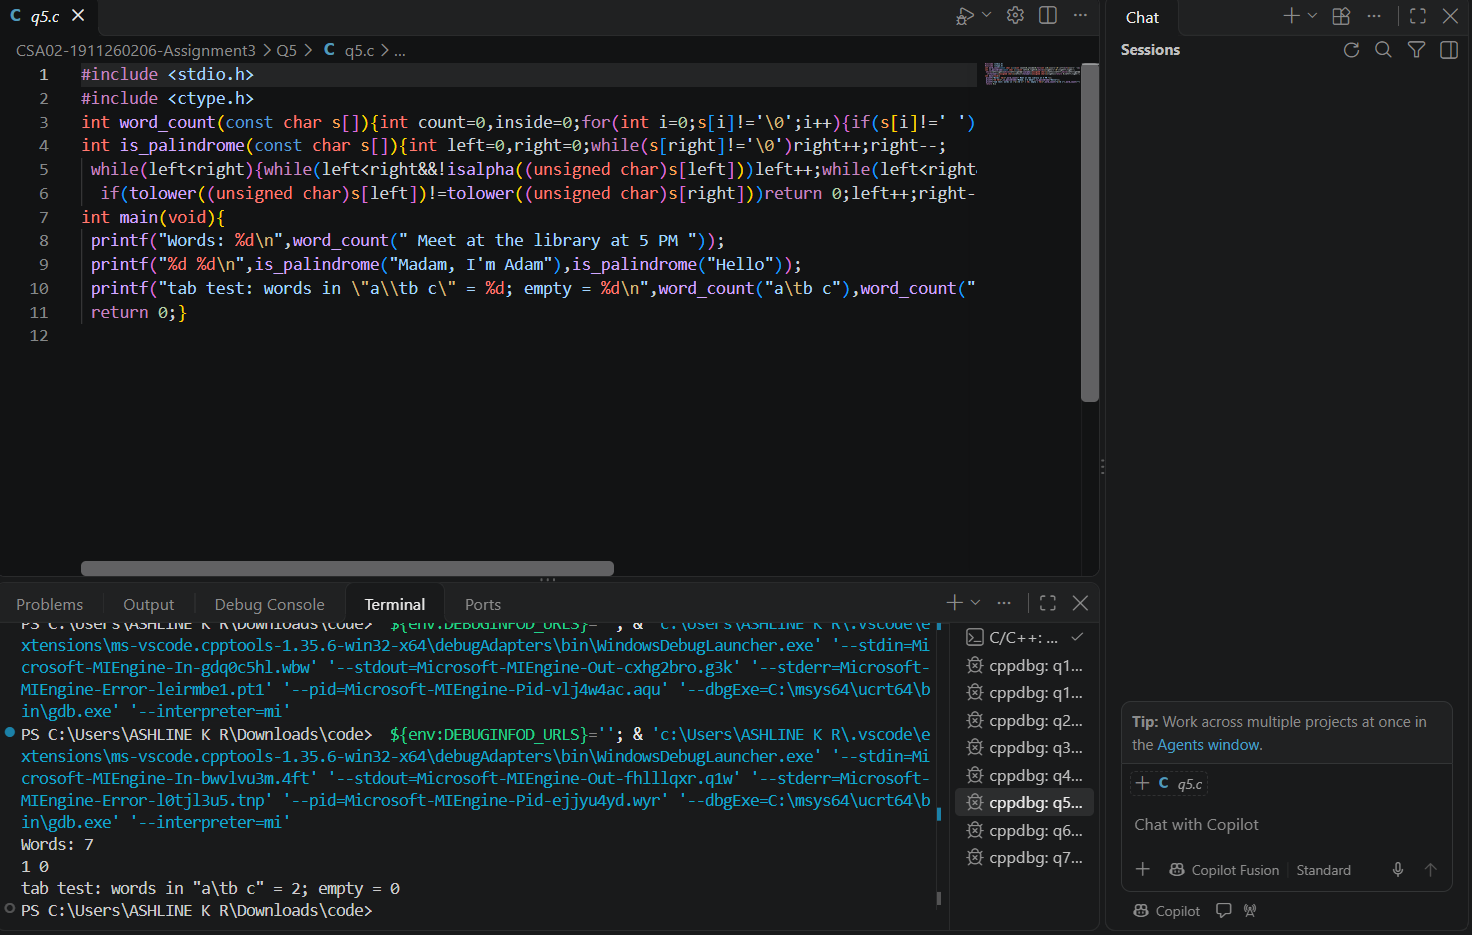 q5.c
CSA02-1911260206-Assignment3 > Q5 > C q5.c > ...
1 #include <stdio.h>
2 #include <ctype.h>
3 int word_count(const char s[]){int count=0,inside=0;for(int i=0;s[i]!='\0';i++){if(s[i]!=' ')
4 int is_palindrome(const char s[]){int left=0,right=0;while(s[right]!='\0')right++;right--;
5 while(left<right){while(left<right&&!isalpha((unsigned char)s[left]))left++;while(left<right
6 if(tolower((unsigned char)s[left])!=tolower((unsigned char)s[right]))return 0;left++;right-
7 int main(void){
8 printf("Words: %d\n",word_count(" Meet at the library at 5 PM "));
9 printf("%d %d\n",is_palindrome("Madam, I'm Adam"),is_palindrome("Hello"));
10 printf("tab test: words in \"a\\tb c\" = %d; empty = %d\n",word_count("a\tb c"),word_count("
11 return 0;}
12
Problems Output Debug Console Terminal Ports
PS C:\Users\ASHLINE K R\Downloads\code> ${env:DEBUGINFOD_URLS}=''; & 'c:\Users\ASHLINE K R\.vscode\e
xtensions\ms-vscode.cpptools-1.35.6-win32-x64\debugAdapters\bin\WindowsDebugLauncher.exe' '--stdin=Mi
crosoft-MIEngine-In-gdq0c5hl.wbw' '--stdout=Microsoft-MIEngine-Out-cxhg2bro.g3k' '--stderr=Microsoft-
MIEngine-Error-leirmbe1.pt1' '--pid=Microsoft-MIEngine-Pid-vlj4w4ac.aqu' '--dbgExe=C:\msys64\ucrt64\b
in\gdb.exe' '--interpreter=mi'
PS C:\Users\ASHLINE K R\Downloads\code> ${env:DEBUGINFOD_URLS}=''; & 'c:\Users\ASHLINE K R\.vscode\e
xtensions\ms-vscode.cpptools-1.35.6-win32-x64\debugAdapters\bin\WindowsDebugLauncher.exe' '--stdin=Mi
crosoft-MIEngine-In-bwvlvu3m.4ft' '--stdout=Microsoft-MIEngine-Out-fhlllqxr.q1w' '--stderr=Microsoft-
MIEngine-Error-l0tjl3u5.tnp' '--pid=Microsoft-MIEngine-Pid-ejjyu4yd.wyr' '--dbgExe=C:\msys64\ucrt64\b
in\gdb.exe' '--interpreter=mi'
Words: 7
1 0
tab test: words in "a\tb c" = 2; empty = 0
PS C:\Users\ASHLINE K R\Downloads\code>
C/C++: ...
cppdbg: q1...
cppdbg: q1...
cppdbg: q2...
cppdbg: q3...
cppdbg: q4...
cppdbg: q5...
cppdbg: q6...
cppdbg: q7...
Chat
Sessions
Tip: Work across multiple projects at once in
the Agents window.
C q5.c
Chat with Copilot
Copilot Fusion Standard
Copilot